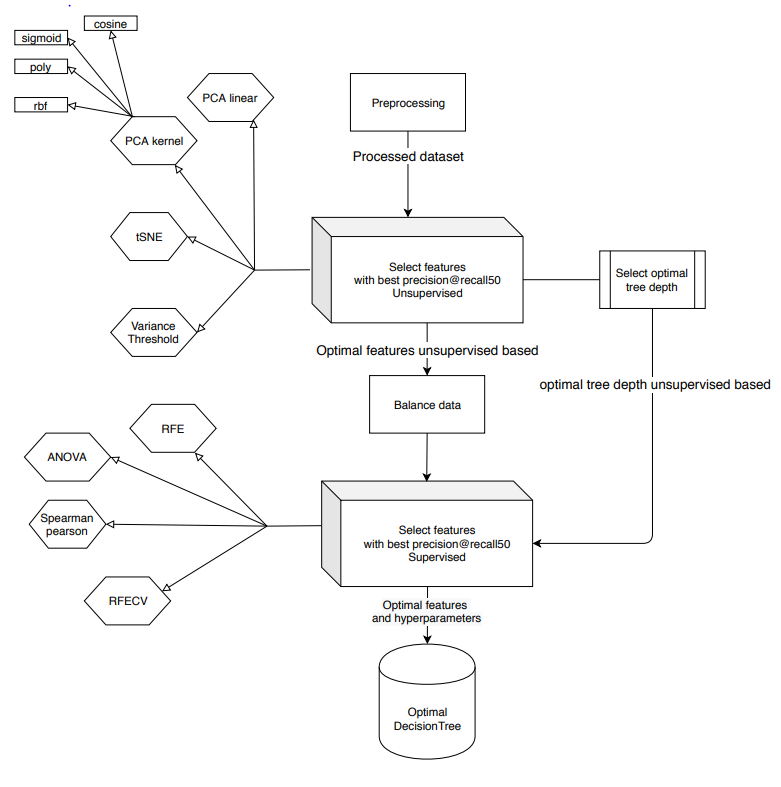 cosine
sigmoid
poly
rbf
PCA linear
Preprocessing
PCA kernel
Processed dataset
tSNE
Select features
with best precision@recall50
Unsupervised
Select optimal
tree depth
Variance
Threshold
Optimal features unsupervised based
optimal tree depth unsupervised based
Balance data
RFE
ANOVA
Spearman
pearson
Select features
with best precision@recall50
Supervised
RFECV
Optimal features
and hyperparameters
Optimal
DecisionTree